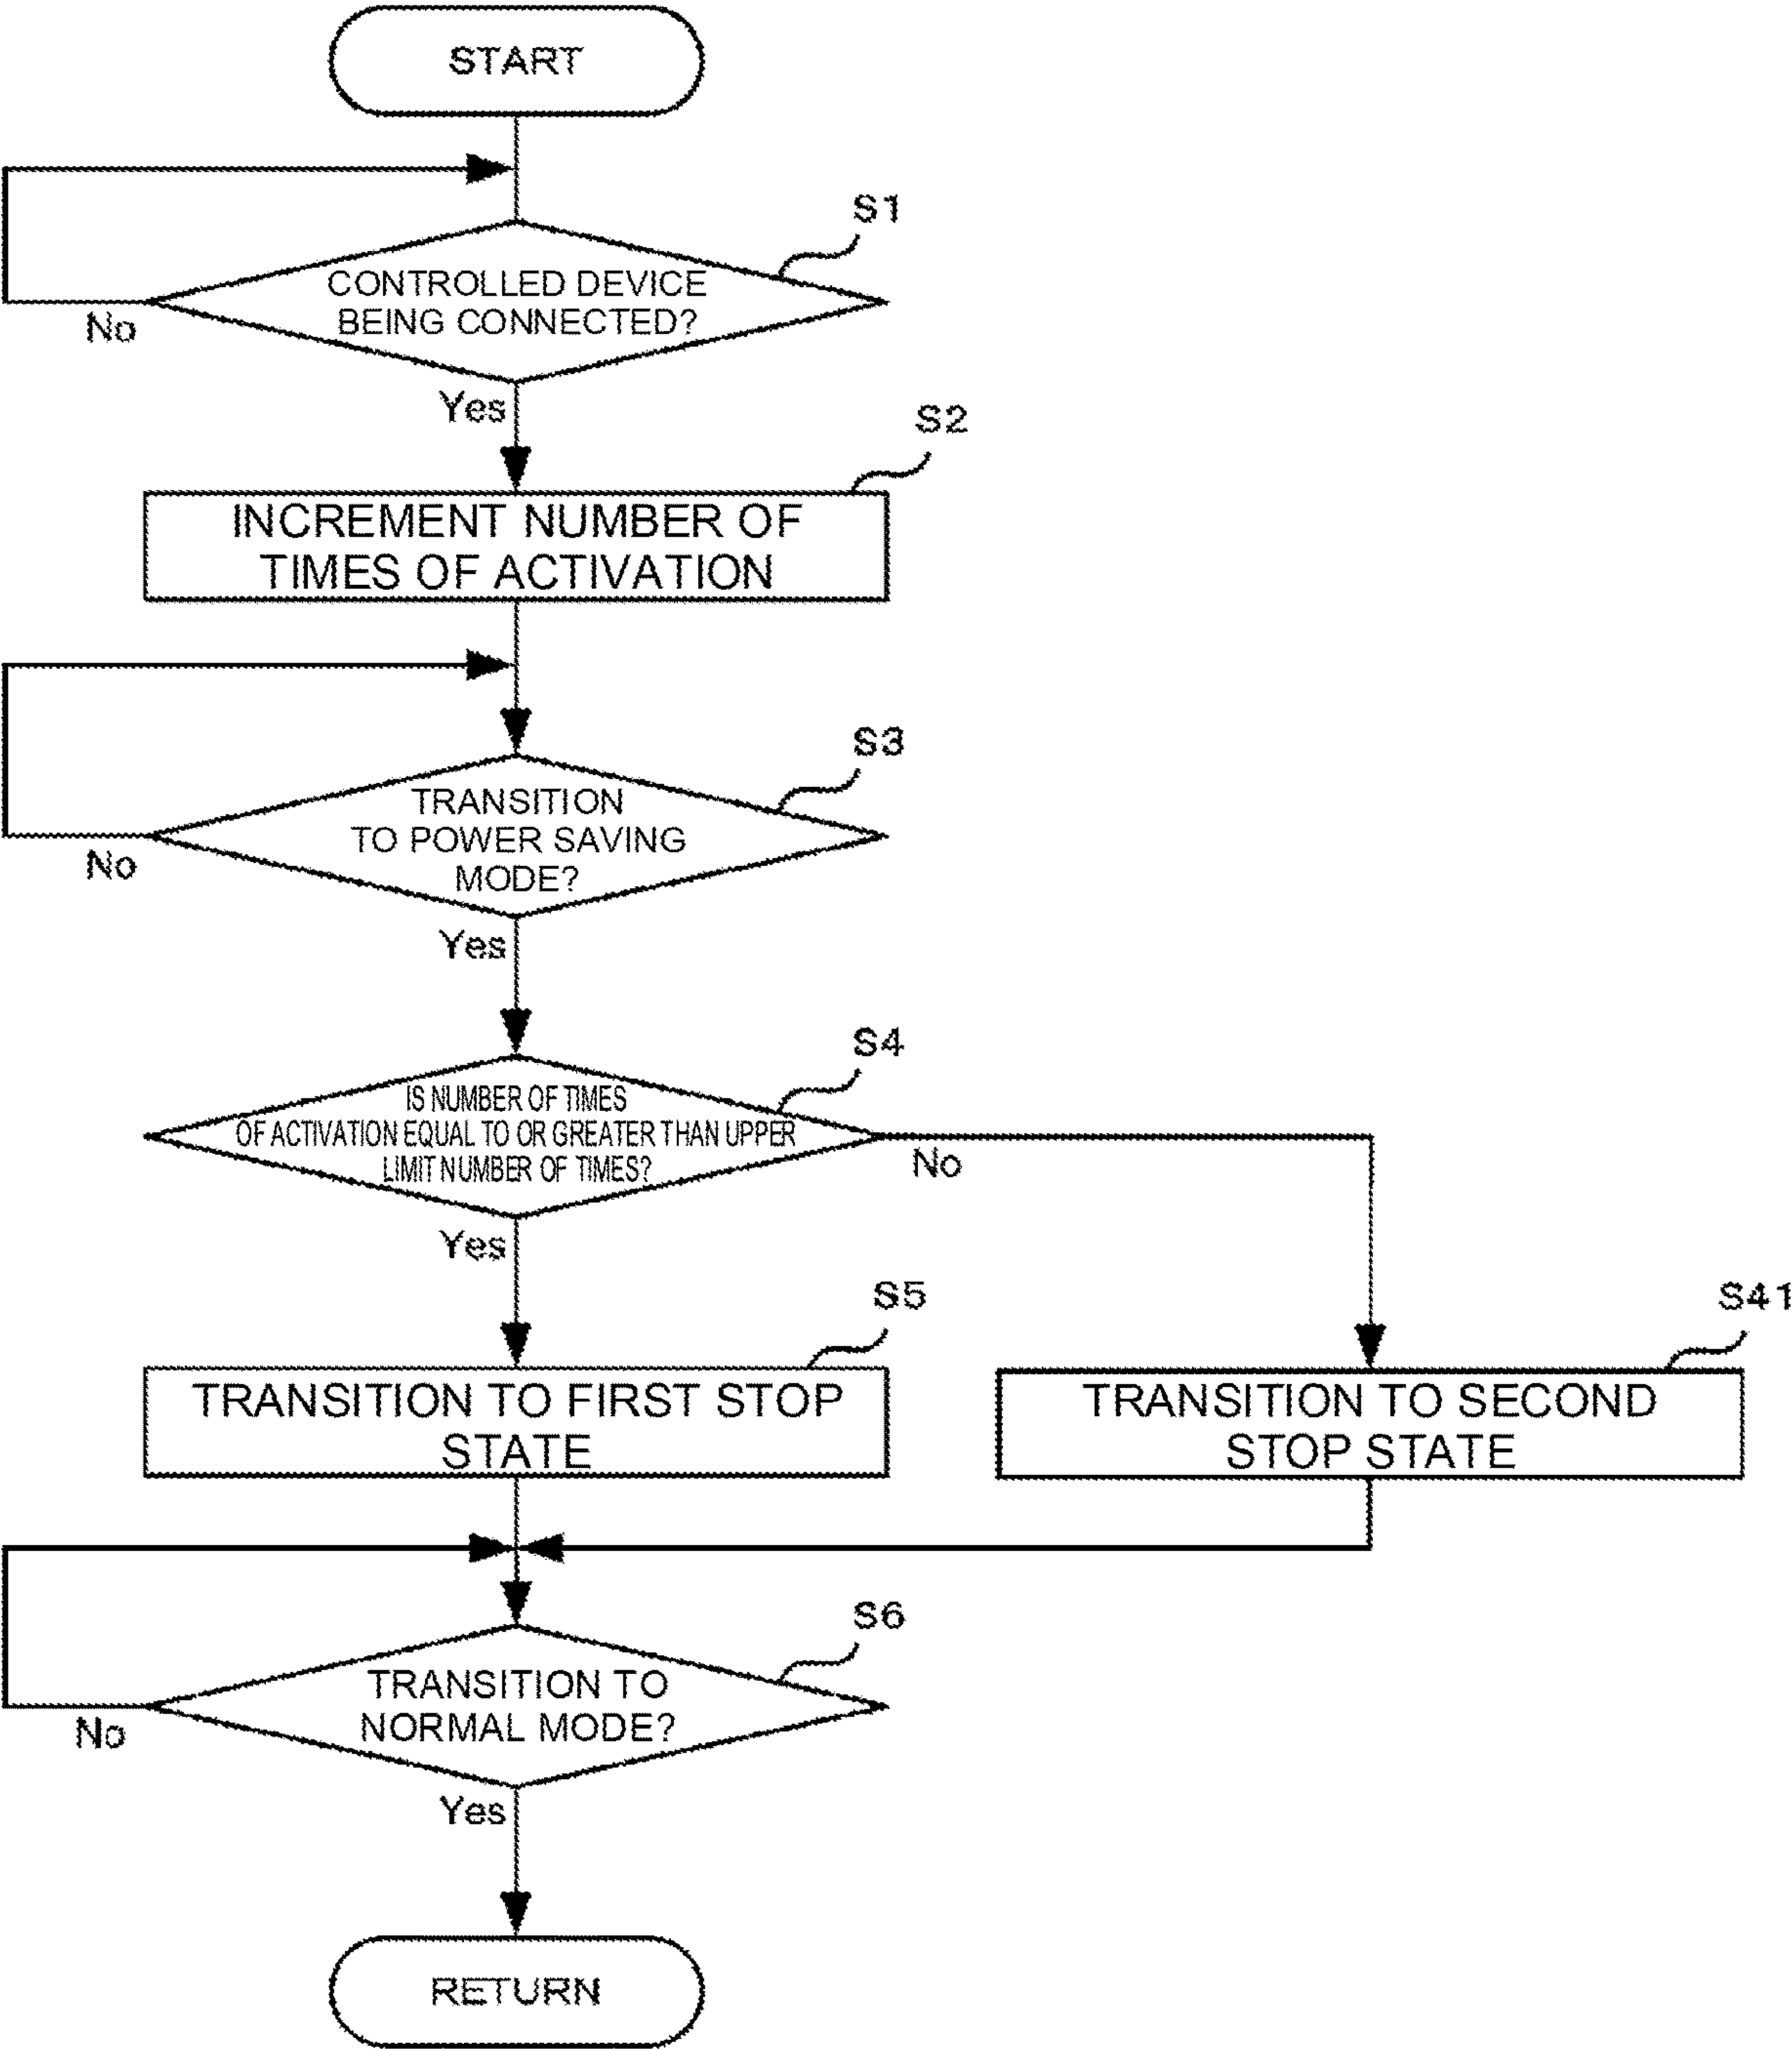 START
S1
CONTROLLED DEVICE
BEING CONNECTED?
No
Yes
S2
INCREMENT NUMBER OF
TIMES OF ACTIVATION
S3
TRANSITION
TO POWER SAVING
MODE?
No
Yes
S4
IS NUMBER OF TIMES
OF ACTIVATION EQUAL TO OR GREATER THAN UPPER
LIMIT NUMBER OF TIMES?
No
Yes
S5
TRANSITION TO FIRST STOP
STATE
S41
TRANSITION TO SECOND
STOP STATE
S6
TRANSITION TO
NORMAL MODE?
No
Yes
RETURN